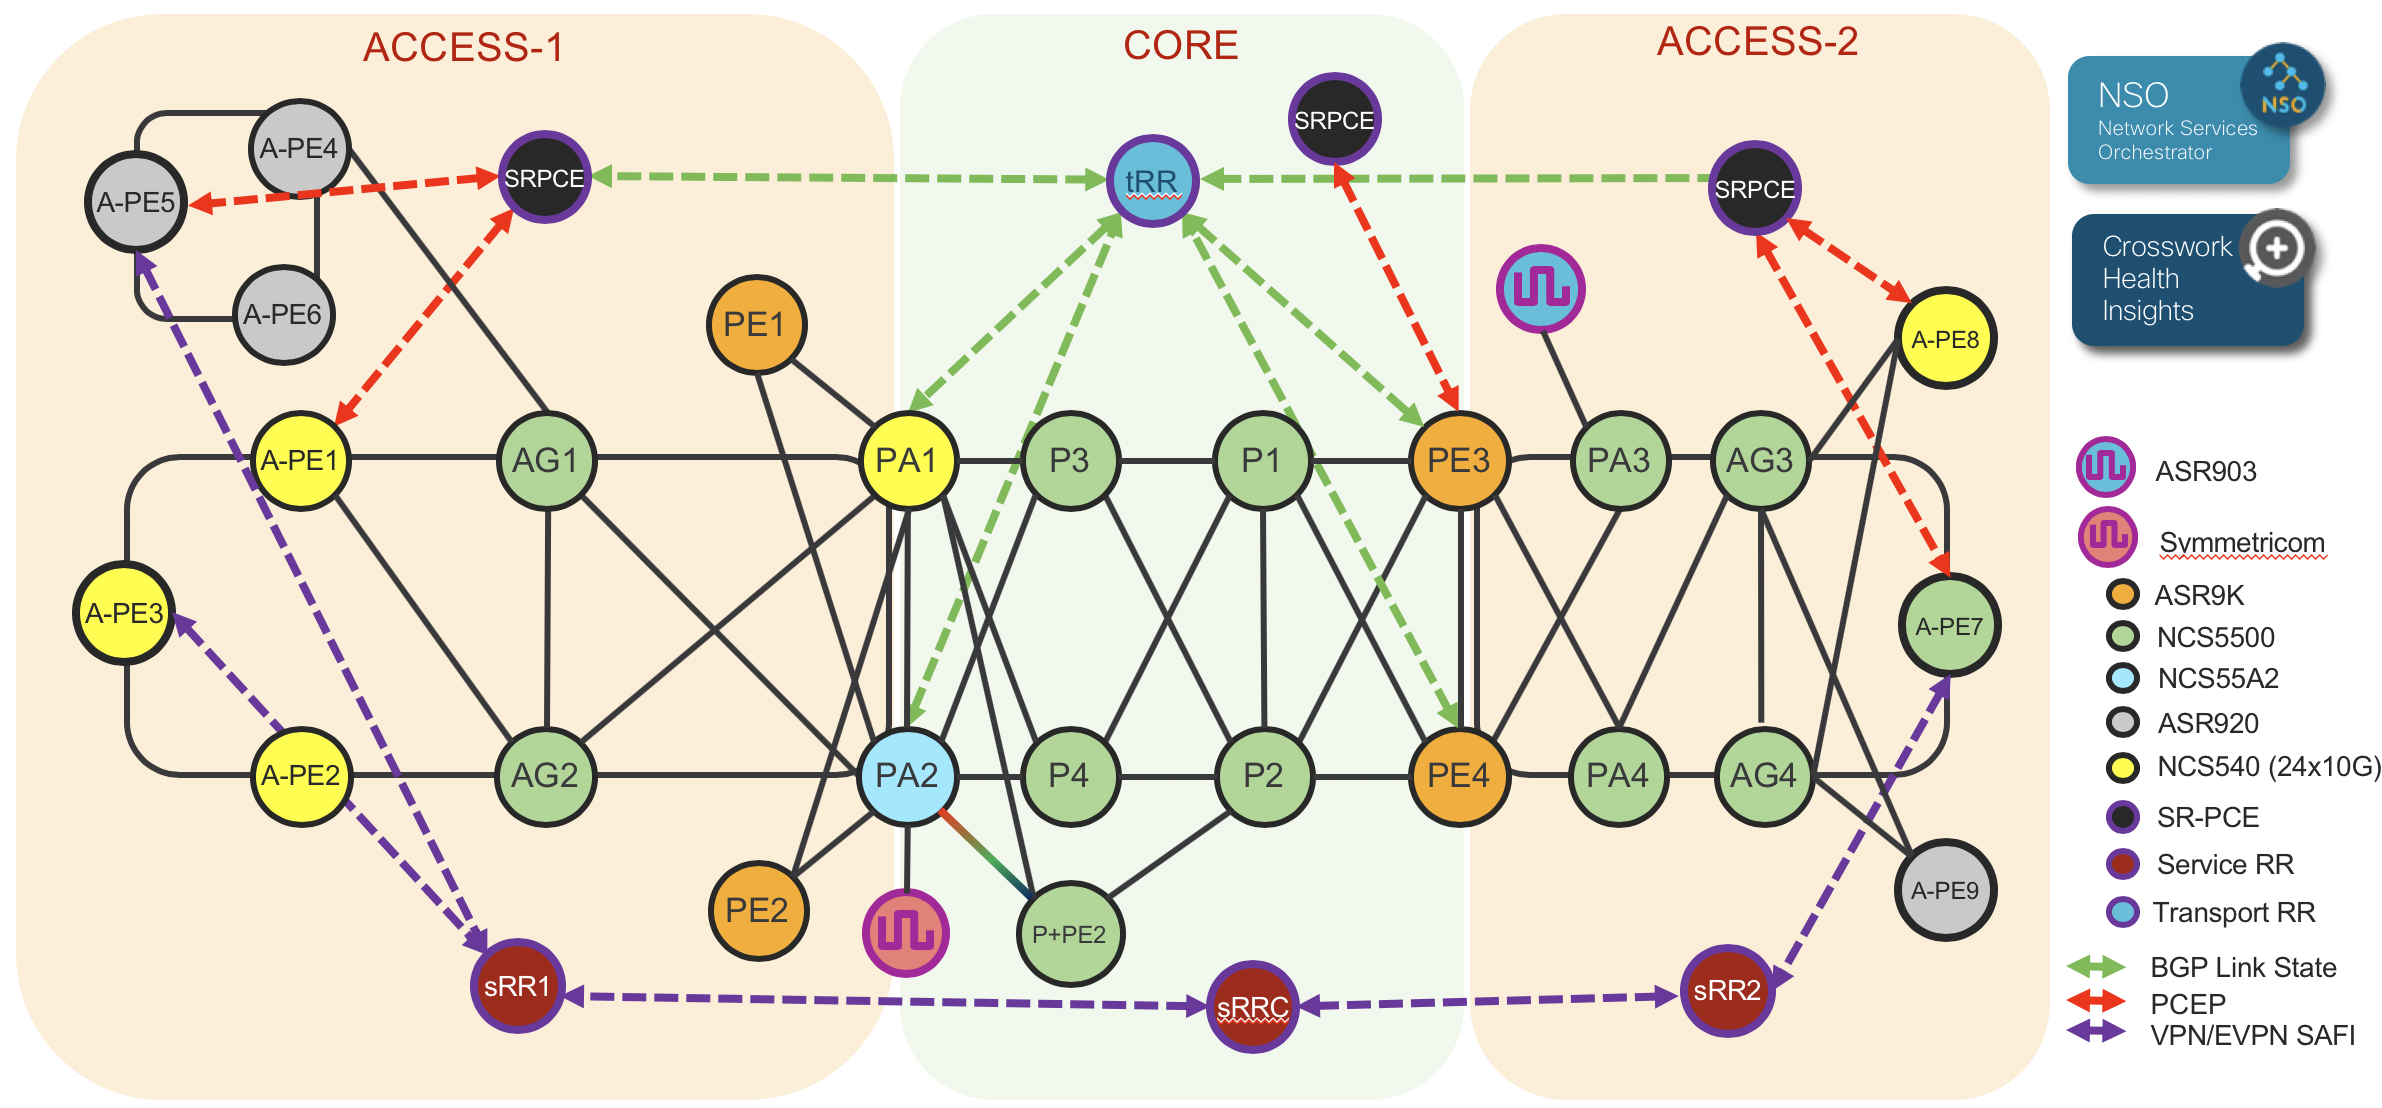 ACCESS-1
CORE
ACCESS-2
NSO
Network Services
Orchestrator
NSO
Crosswork
Health
Insights
A-PE4
A-PE5
A-PE6
SRPCE
tRR
SRPCE
SRPCE
PE1
A-PE8
A-PE1
AG1
PA1
P3
P1
PE3
PA3
AG3
A-PE3
A-PE7
A-PE2
AG2
PA2
P4
P2
PE4
PA4
AG4
PE2
P+PE2
A-PE9
sRR1
sRRC
sRR2
ASR903
Symmetricom
ASR9K
NCS5500
NCS55A2
ASR920
NCS540 (24x10G)
SR-PCE
Service RR
Transport RR
BGP Link State
PCEP
VPN/EVPN SAFI